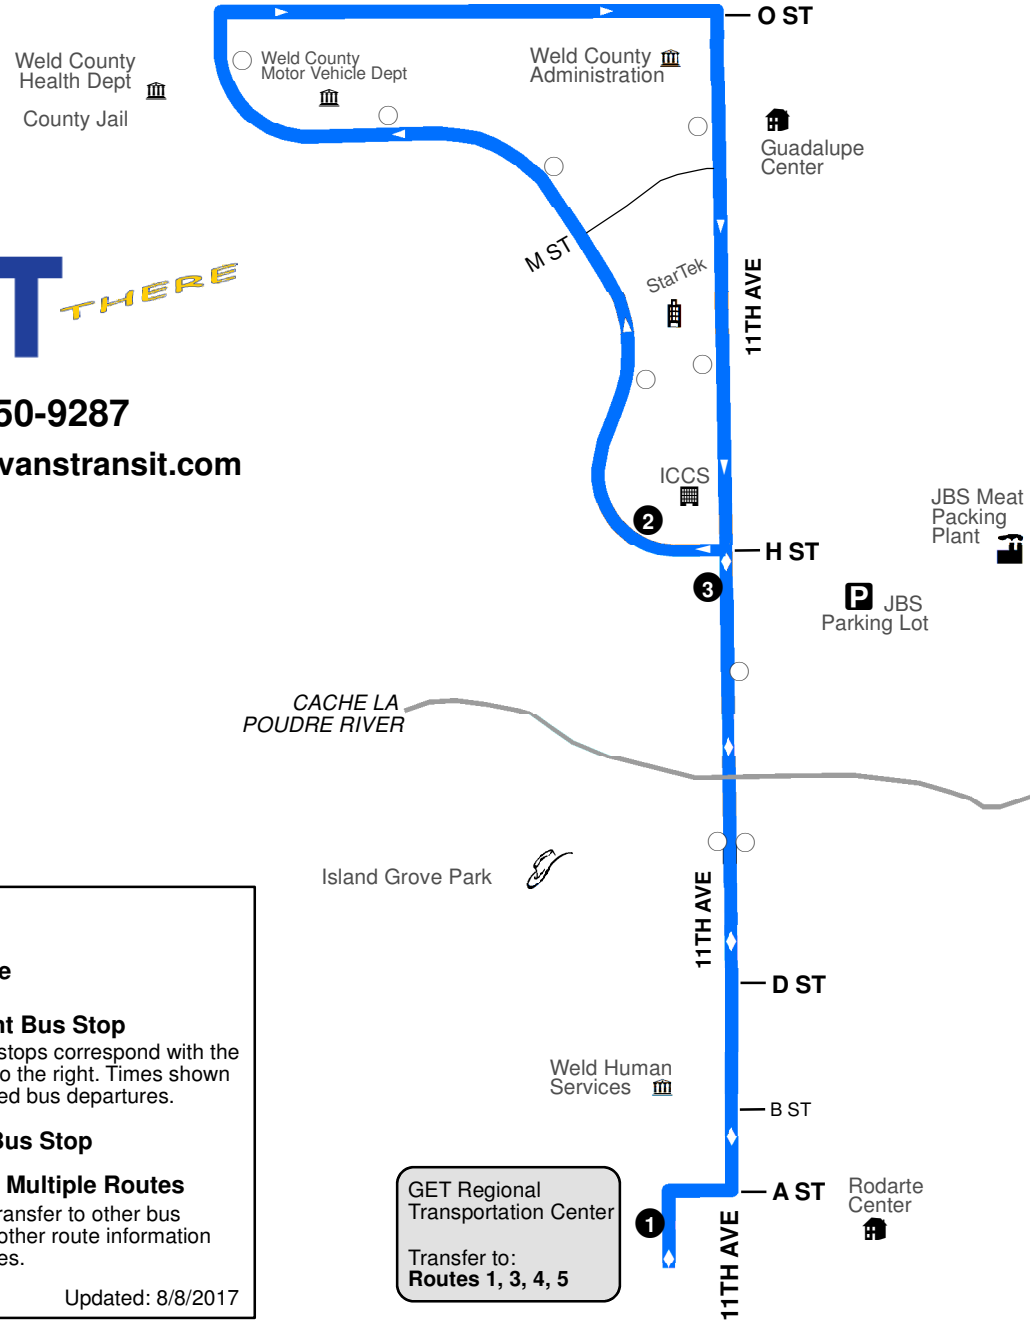 O ST
Weld County
Health Dept
County Jail
Weld County
Motor Vehicle Dept
Weld County
Administration
Guadalupe
Center
M ST
StarTek
11TH AVE
T
THERE
50-9287
vanstransit.com
ICCS
2
H ST
3
JBS Meat
Packing
Plant
P
JBS
Parking Lot
CACHE LA
POUDRE RIVER
Island Grove Park
11TH AVE
D ST
Weld Human
Services
B ST
A ST
Rodarte
Center
11TH AVE
1
GET Regional
Transportation Center
Transfer to:
Routes 1, 3, 4, 5
e
nt Bus Stop
stops correspond with the
o the right. Times shown
ed bus departures.
Bus Stop
Multiple Routes
ransfer to other bus
other route information
es.
Updated: 8/8/2017